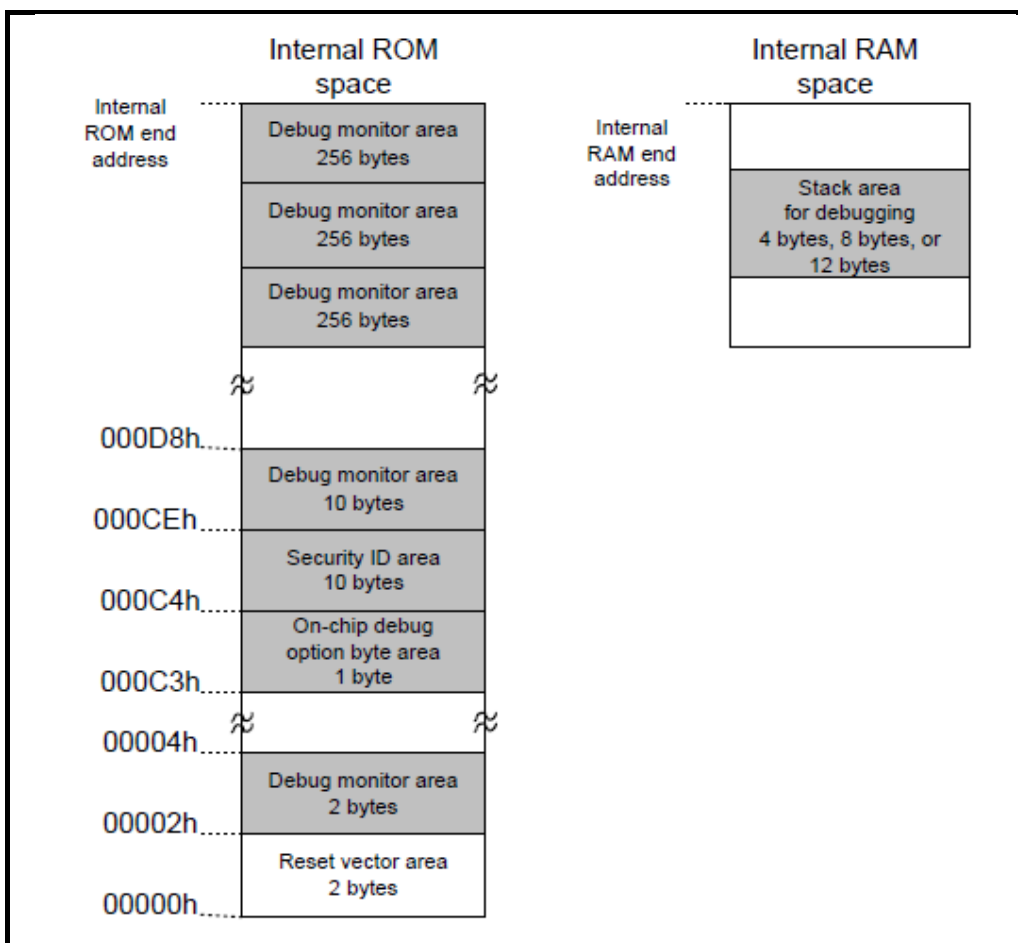 Internal ROM
space
Internal
ROM end
address
Debug monitor area
256 bytes
Debug monitor area
256 bytes
Debug monitor area
256 bytes
000D8h
Debug monitor area
10 bytes
000CEh
Security ID area
10 bytes
000C4h
On-chip debug
option byte area
1 byte
000C3h
00004h
Debug monitor area
2 bytes
00002h
Reset vector area
2 bytes
00000h
Internal RAM
space
Internal
RAM end
address
Stack area
for debugging
4 bytes, 8 bytes, or
12 bytes